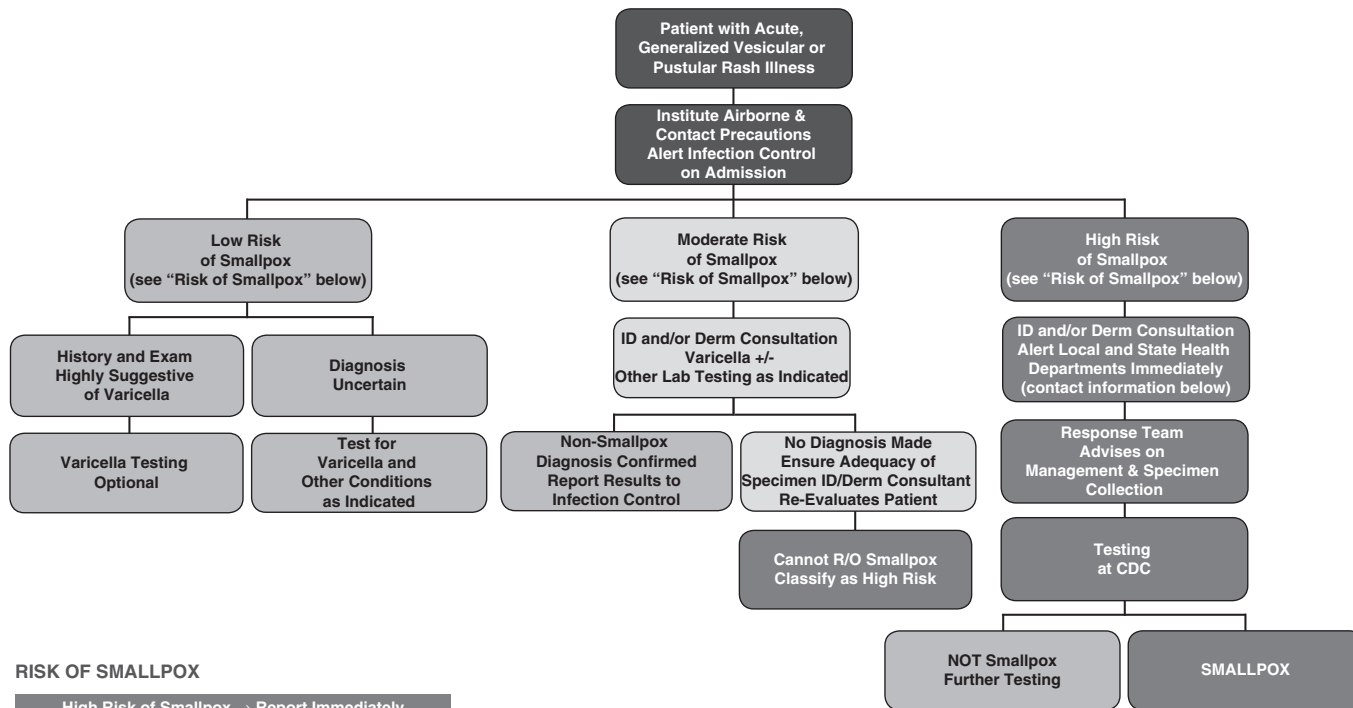 Patient with Acute,
Generalized Vesicular or
Pustular Rash Illness
Institute Airborne &
Contact Precautions
Alert Infection Control
on Admission
Low Risk
of Smallpox
(see “Risk of Smallpox” below)
Moderate Risk
of Smallpox
(see “Risk of Smallpox” below)
High Risk
of Smallpox
(see “Risk of Smallpox” below)
History and Exam
Highly Suggestive
of Varicella
Diagnosis
Uncertain
ID and/or Derm Consultation
Varicella +/-
Other Lab Testing as Indicated
ID and/or Derm Consultation
Alert Local and State Health
Departments Immediately
(contact information below)
Varicella Testing
Optional
Test for
Varicella and
Other Conditions
as Indicated
Non-Smallpox
Diagnosis Confirmed
Report Results to
Infection Control
No Diagnosis Made
Ensure Adequacy of
Specimen ID/Derm Consultant
Re-Evaluates Patient
Response Team
Advises on
Management & Specimen
Collection
Cannot R/O Smallpox
Classify as High Risk
Testing
at CDC
NOT Smallpox
Further Testing
SMALLPOX
RISK OF SMALLPOX
High Risk of Smallpox → Report Immediately